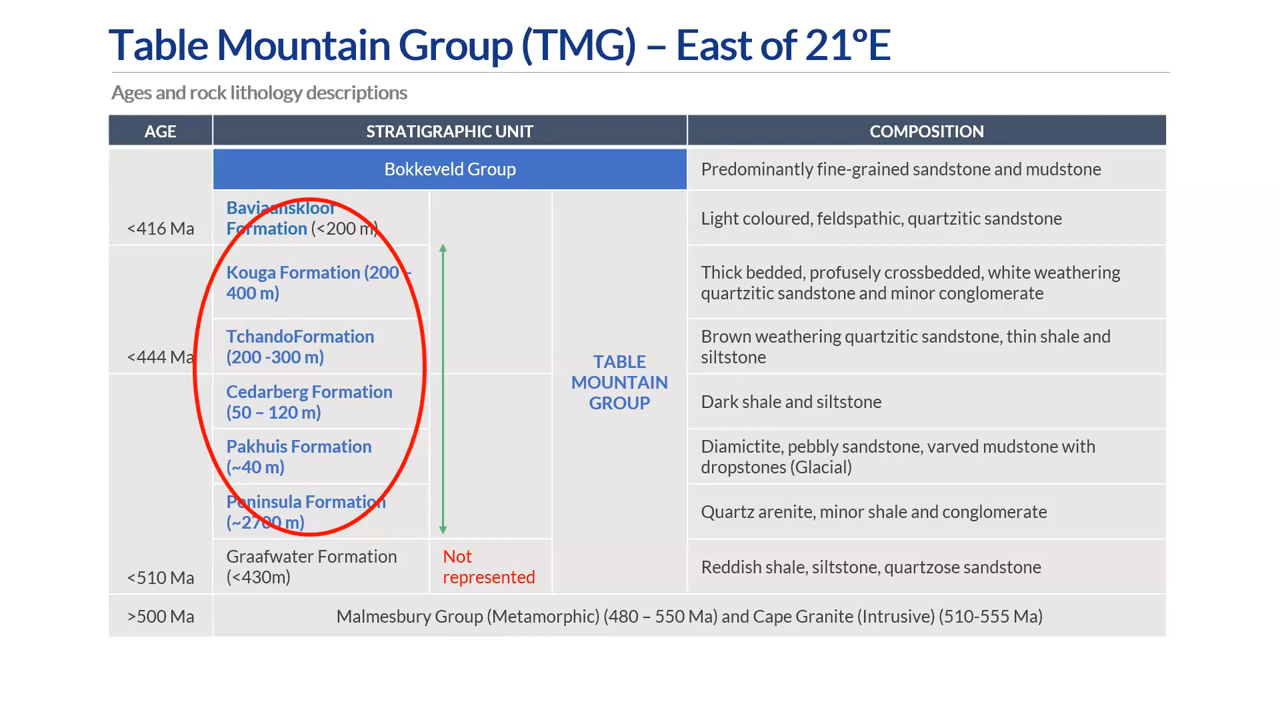 Table Mountain Group (TMG) – East of 21°E
Ages and rock lithology descriptions
AGE
STRATIGRAPHIC UNIT
COMPOSITION
Bokkeveld Group
Predominantly fine-grained sandstone and mudstone
<416 Ma
Baviaanskloof
Formation (<200 m)
Light coloured, feldspathic, quartzitic sandstone
Kouga Formation (200 –
400 m)
Thick bedded, profusely crossbedded, white weathering
quartzitic sandstone and minor conglomerate
<444 Ma
TchandoFormation
(200 -300 m)
Brown weathering quartzitic sandstone, thin shale and
siltstone
TABLE
MOUNTAIN
GROUP
Cedarberg Formation
(50 – 120 m)
Dark shale and siltstone
Pakhuis Formation
(~40 m)
Diamictite, pebbly sandstone, varved mudstone with
dropstones (Glacial)
Peninsula Formation
(~2700 m)
Quartz arenite, minor shale and conglomerate
<510 Ma
Graafwater Formation
(<430m)
Not
represented
Reddish shale, siltstone, quartzose sandstone
>500 Ma
Malmesbury Group (Metamorphic) (480 – 550 Ma) and Cape Granite (Intrusive) (510-555 Ma)